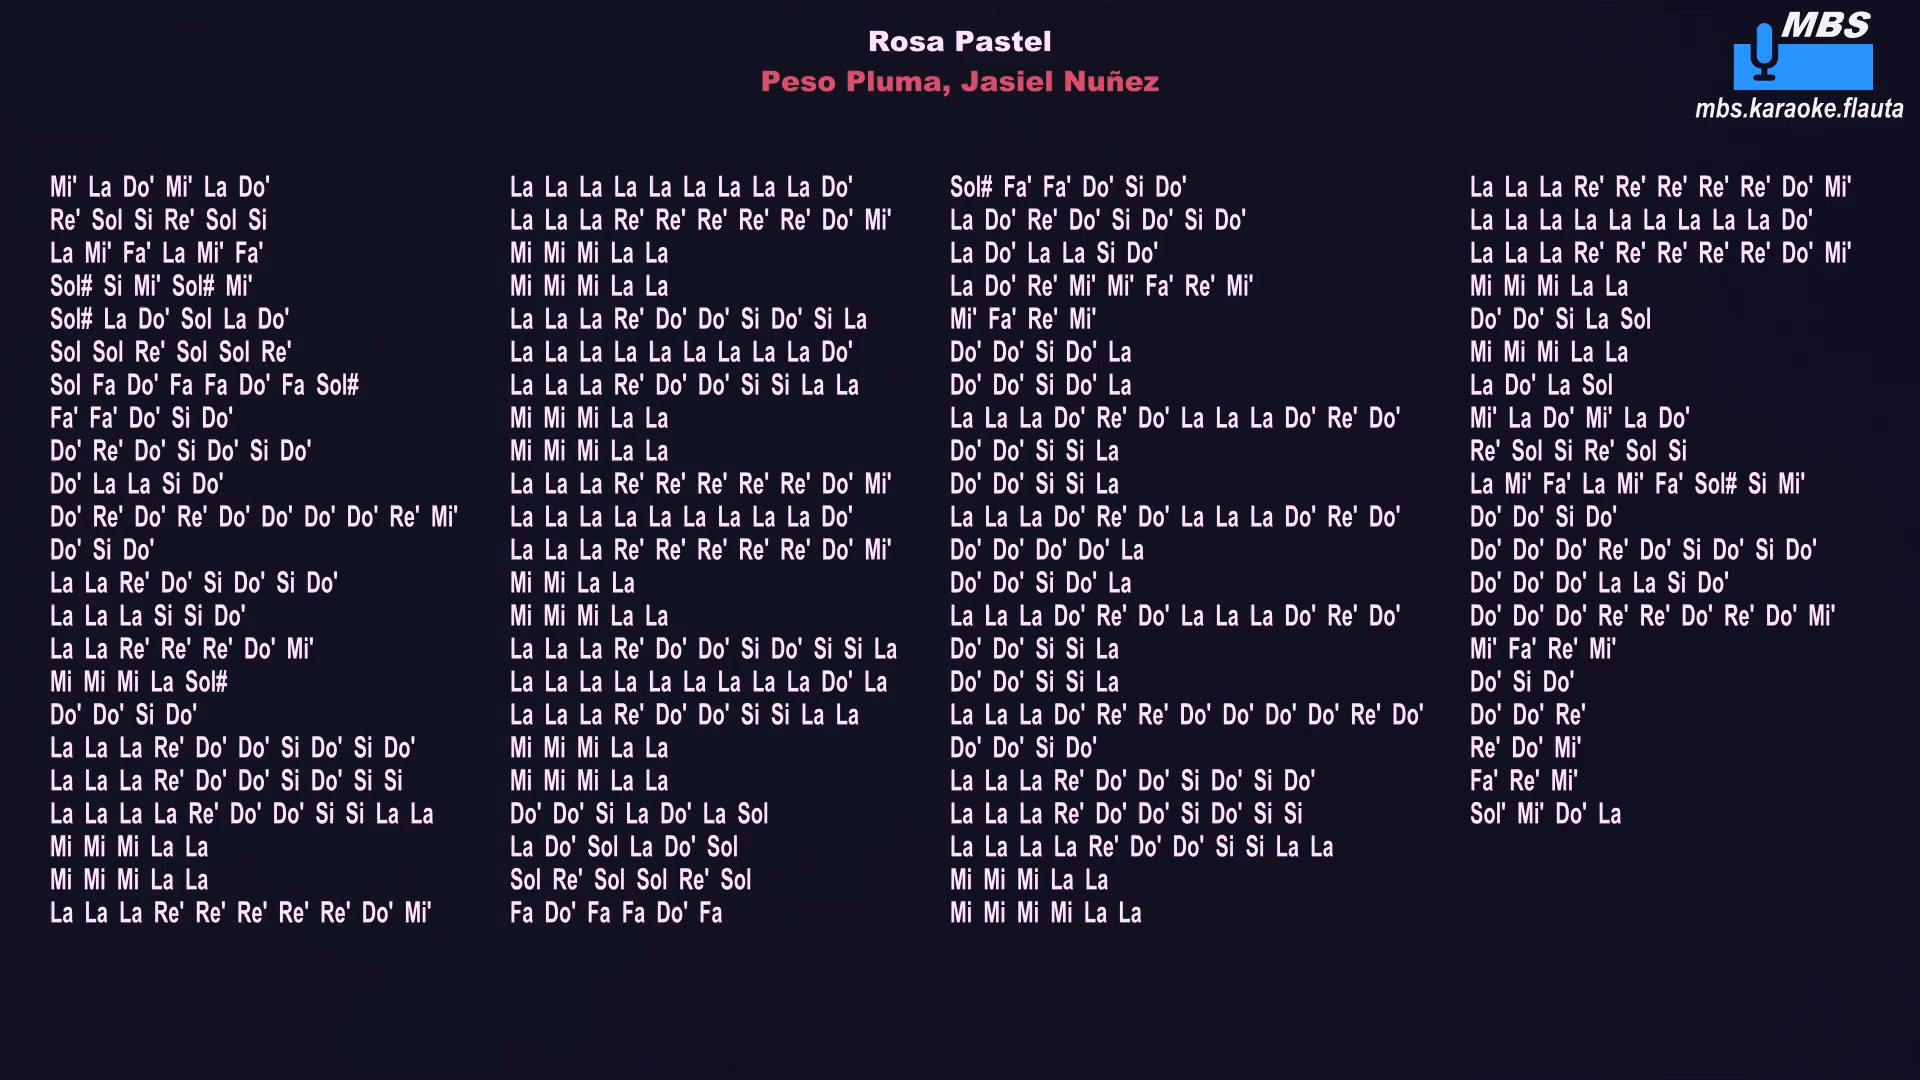 Rosa Pastel
Peso Pluma, Jasiel Nuñez
MBS
mbs.karaoke.flauta
Mi' La Do' Mi' La Do'
Re' Sol Si Re' Sol Si
La Mi' Fa' La Mi' Fa'
Sol# Si Mi' Sol# Mi'
Sol# La Do' Sol La Do'
Sol Sol Re' Sol Sol Re'
Sol Fa Do' Fa Fa Do' Fa Sol#
Fa' Fa' Do' Si Do'
Do' Re' Do' Si Do' Si Do'
Do' La La Si Do'
Do' Re' Do' Re' Do' Do' Do' Do' Re' Mi'
Do' Si Do'
La La Re' Do' Si Do' Si Do'
La La La Si Si Do'
La La Re' Re' Re' Do' Mi'
Mi Mi Mi La Sol#
Do' Do' Si Do'
La La La Re' Do' Do' Si Do' Si Do'
La La La Re' Do' Do' Si Do' Si Si
La La La La Re' Do' Do' Si Si La La
Mi Mi Mi La La
Mi Mi Mi La La
La La La Re' Re' Re' Re' Re' Do' Mi'
La La La La La La La La La Do'
La La La Re' Re' Re' Re' Re' Do' Mi'
Mi Mi Mi La La
Mi Mi Mi La La
La La La Re' Do' Do' Si Do' Si La
La La La La La La La La La Do'
La La La Re' Do' Do' Si Si La La
Mi Mi Mi La La
Mi Mi Mi La La
La La La Re' Re' Re' Re' Re' Do' Mi'
La La La La La La La La La Do'
La La La Re' Re' Re' Re' Re' Do' Mi'
Mi Mi La La
Mi Mi Mi La La
La La La Re' Do' Do' Si Do' Si Si La
La La La La La La La La La Do' La
La La La Re' Do' Do' Si Si La La
Mi Mi Mi La La
Mi Mi Mi La La
Do' Do' Si La Do' La Sol
La Do' Sol La Do' Sol
Sol Re' Sol Sol Re' Sol
Fa Do' Fa Fa Do' Fa
Sol# Fa' Fa' Do' Si Do'
La Do' Re' Do' Si Do' Si Do'
La Do' La La Si Do'
La Do' Re' Mi' Mi' Fa' Re' Mi'
Mi' Fa' Re' Mi'
Do' Do' Si Do' La
Do' Do' Si Do' La
La La La Do' Re' Do' La La La Do' Re' Do'
Do' Do' Si Si La
Do' Do' Si Si La
La La La Do' Re' Do' La La La Do' Re' Do'
Do' Do' Do' Do' La
Do' Do' Si Do' La
La La La Do' Re' Do' La La La Do' Re' Do'
Do' Do' Si Si La
Do' Do' Si Si La
La La La Do' Re' Re' Do' Do' Do' Do' Re' Do'
Do' Do' Si Do'
La La La Re' Do' Do' Si Do' Si Do'
La La La Re' Do' Do' Si Do' Si Si
La La La La Re' Do' Do' Si Si La La
Mi Mi Mi La La
Mi Mi Mi Mi La La
La La La Re' Re' Re' Re' Re' Do' Mi'
La La La La La La La La La Do'
La La La Re' Re' Re' Re' Re' Do' Mi'
Mi Mi Mi La La
Do' Do' Si La Sol
Mi Mi Mi La La
La Do' La Sol
Mi' La Do' Mi' La Do'
Re' Sol Si Re' Sol Si
La Mi' Fa' La Mi' Fa' Sol# Si Mi'
Do' Do' Si Do'
Do' Do' Do' Re' Do' Si Do' Si Do'
Do' Do' Do' La La Si Do'
Do' Do' Do' Re' Re' Do' Re' Do' Mi'
Mi' Fa' Re' Mi'
Do' Si Do'
Do' Do' Re'
Re' Do' Mi'
Fa' Re' Mi'
Sol' Mi' Do' La